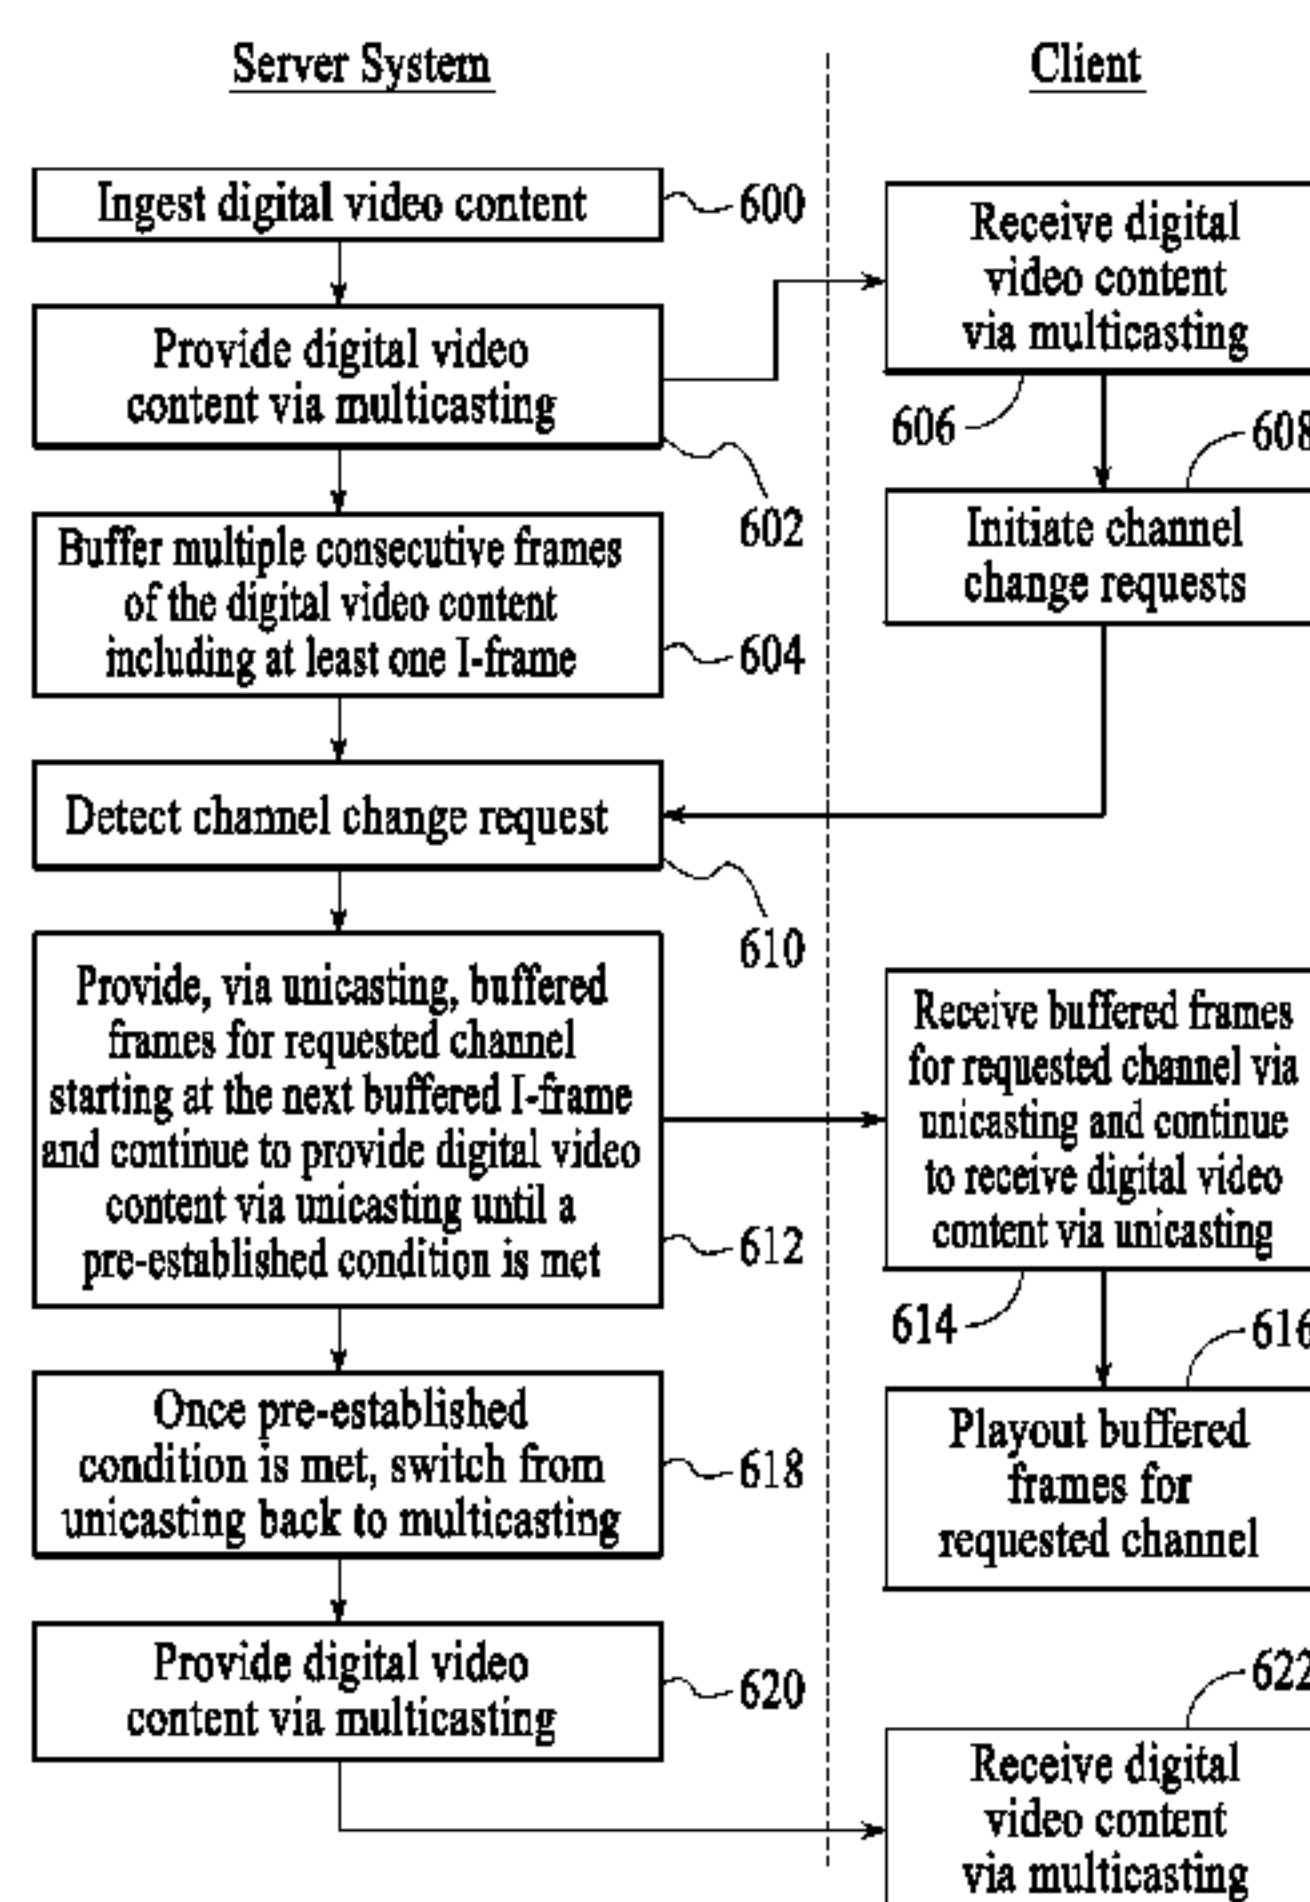 Server System
Client
Ingest digital video content
600
Provide digital video
content via multicasting
602
Receive digital
video content
via multicasting
606
608
Buffer multiple consecutive frames
of the digital video content
including at least one I-frame
604
Initiate channel
change requests
Detect channel change request
610
Provide, via unicasting, buffered
frames for requested channel
starting at the next buffered I-frame
and continue to provide digital video
content via unicasting until a
pre-established condition is met
612
Receive buffered frames
for requested channel via
unicasting and continue
to receive digital video
content via unicasting
614
616
Once pre-established
condition is met, switch from
unicasting back to multicasting
618
Playout buffered
frames for
requested channel
Provide digital video
content via multicasting
620
622
Receive digital
video content
via multicasting